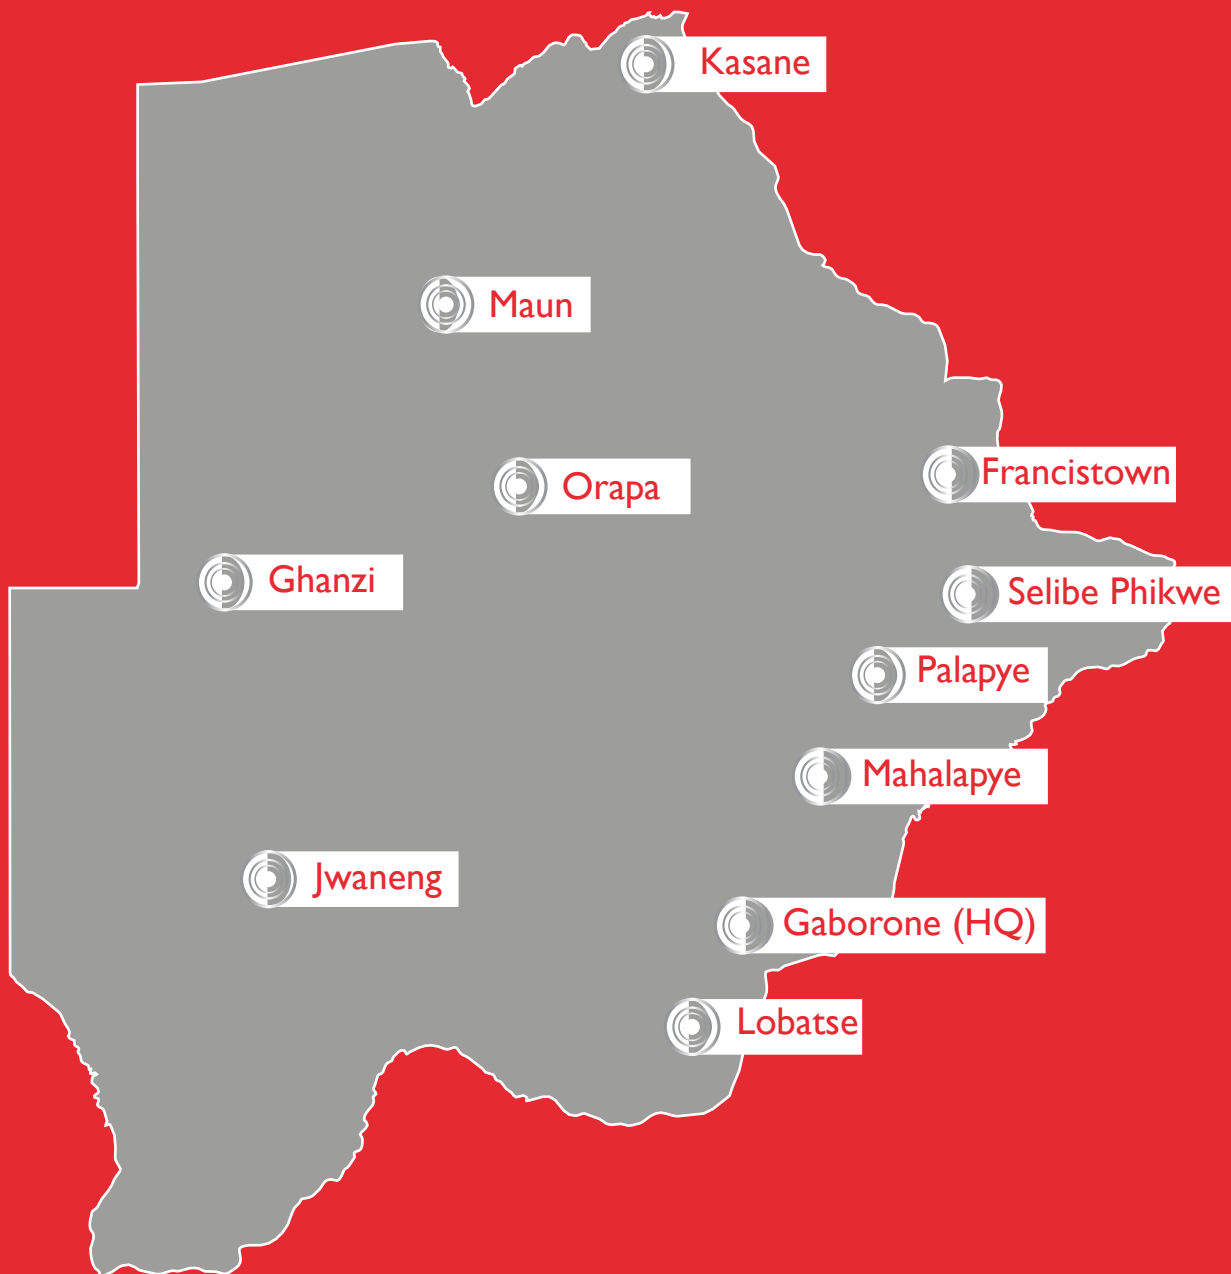 Kasane
Maun
Francistown
Orapa
Ghanzi
Selibe Phikwe
Palapye
Mahalapye
Jwaneng
Gaborone (HQ)
Lobatse